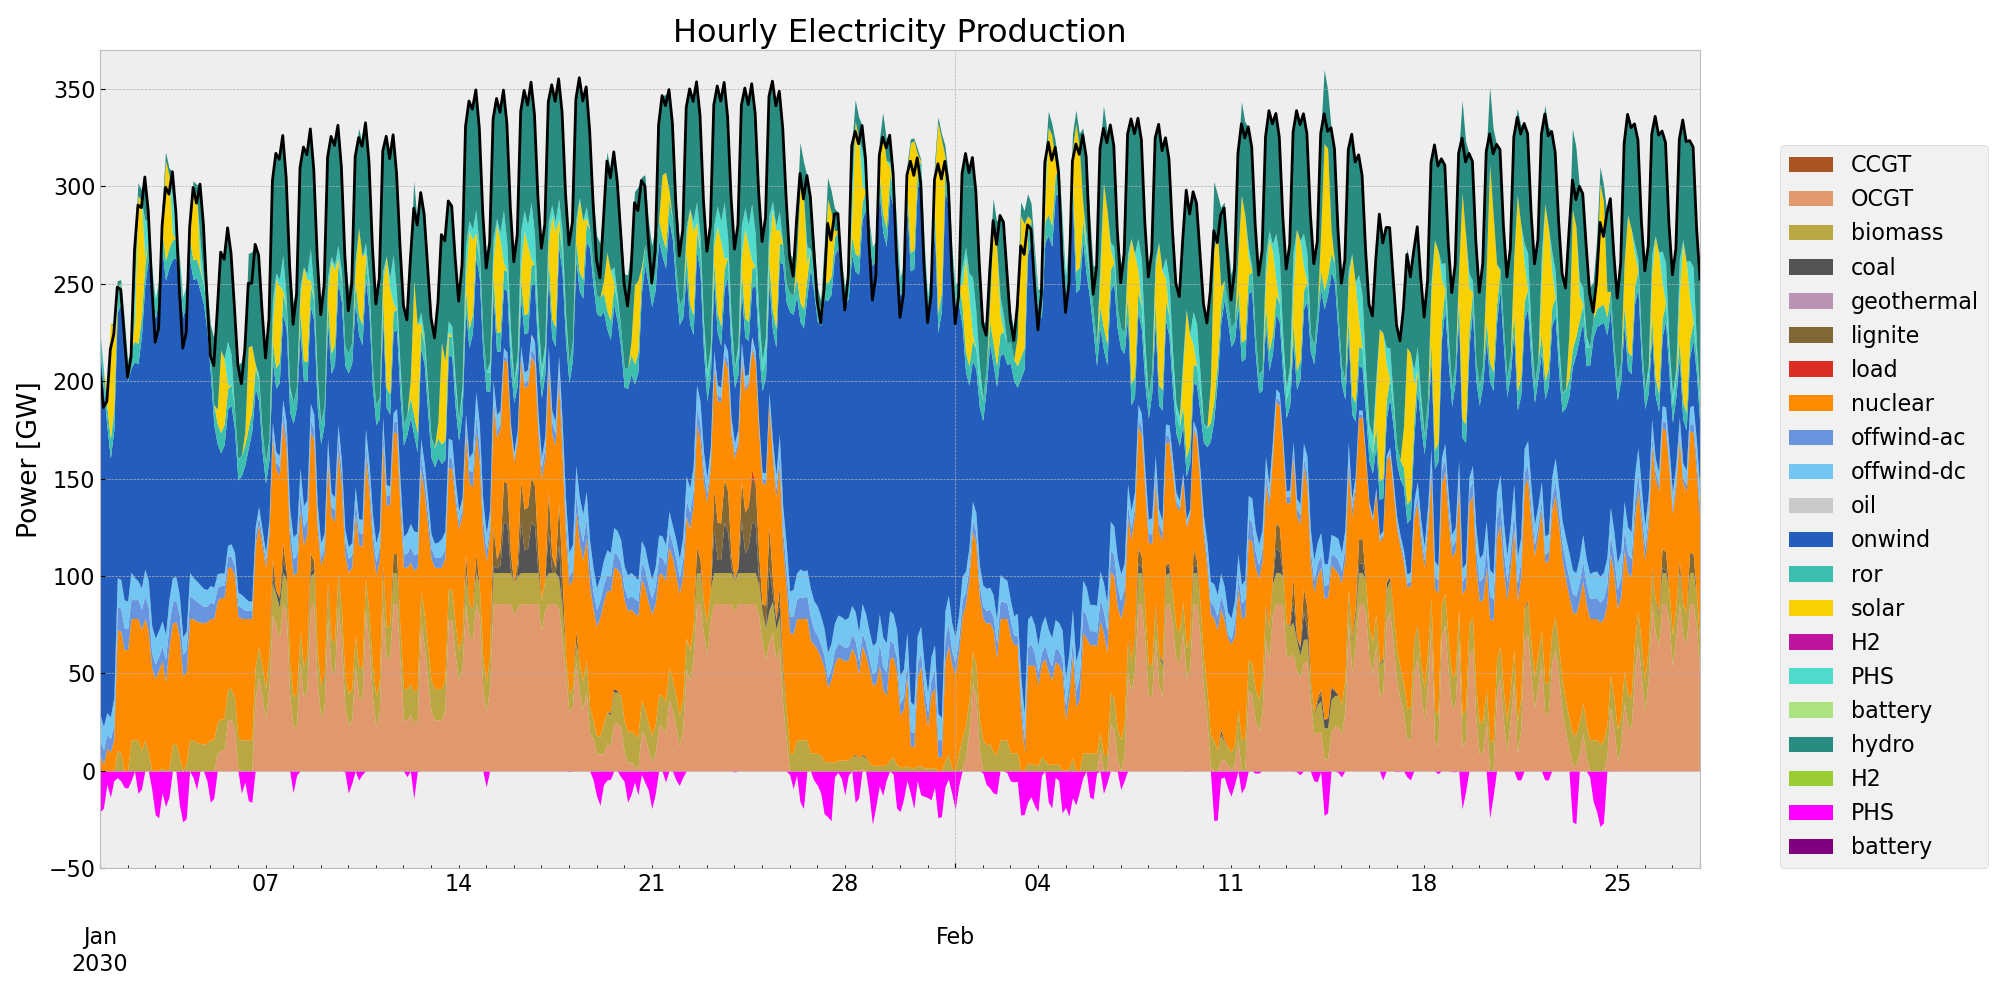 Hourly Electricity Production
Power [GW]
350
300
250
200
150
100
50
0
−50
07
14
21
28
04
11
18
25
Jan
2030
Feb
CCGT
OCGT
biomass
coal
geothermal
lignite
load
nuclear
offwind-ac
offwind-dc
oil
onwind
ror
solar
H2
PHS
battery
hydro
H2
PHS
battery